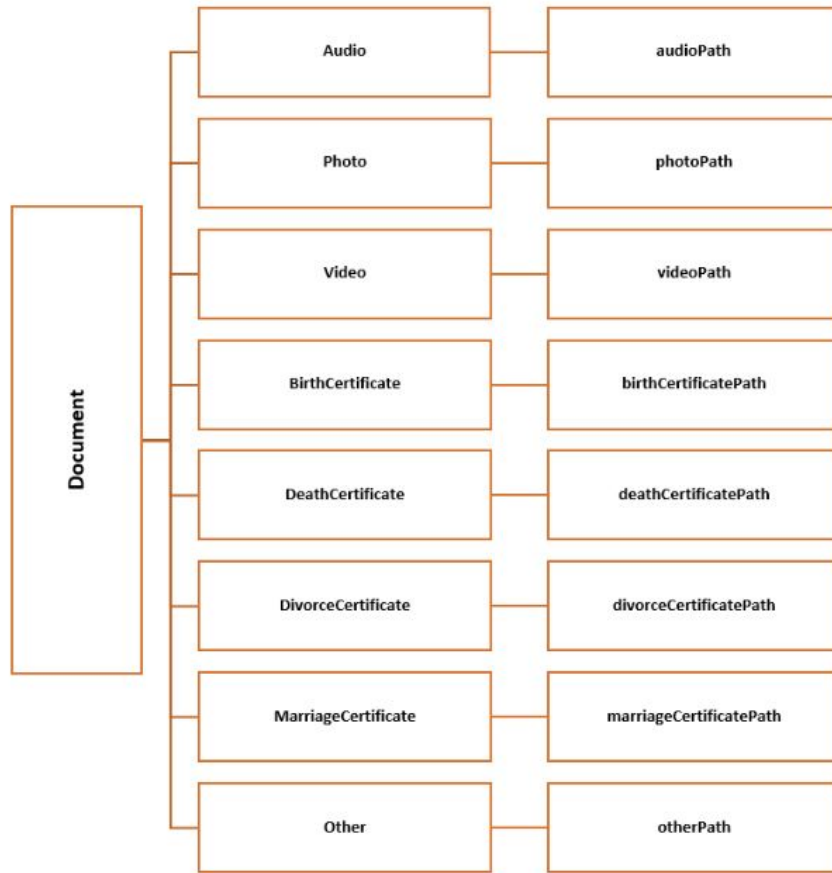 Document
Audio
audioPath
Photo
photoPath
Video
videoPath
BirthCertificate
birthCertificatePath
DeathCertificate
deathCertificatePath
DivorceCertificate
divorceCertificatePath
MarriageCertificate
marriageCertificatePath
Other
otherPath